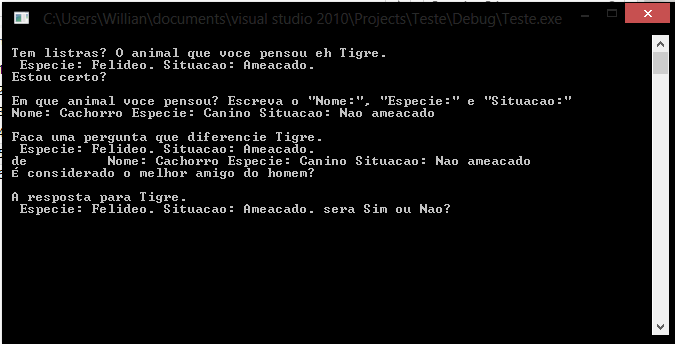 C:\Users\Willian\documents\visual studio 2010\Projects\Teste\Debug\Teste.exe
Tem listras? O animal que voce pensou eh Tigre.
Especie: Felideo. Situacao: Ameacado.
Estou certo?
Em que animal voce pensou? Escreva o "Nome:", "Especie:" e "Situacao:"
Nome: Cachorro Especie: Canino Situacao: Nao ameacado
Faca uma pergunta que diferencie Tigre.
Especie: Felideo. Situacao: Ameacado.
de Nome: Cachorro Especie: Canino Situacao: Nao ameacado
É considerado o melhor amigo do homem?
A resposta para Tigre.
Especie: Felideo. Situacao: Ameacado. sera Sim ou Nao?